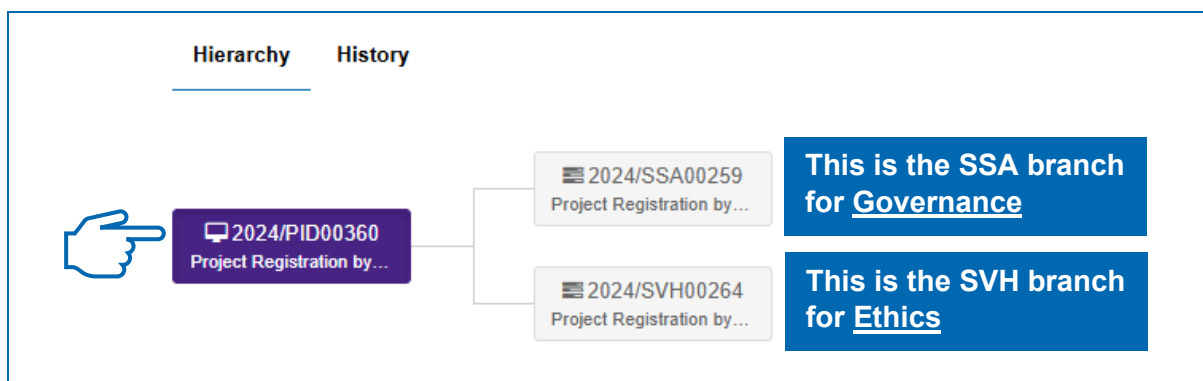 Hierarchy History
2024/SSA00259
Project Registration by...
This is the SSA branch
for Governance
2024/PID00360
Project Registration by...
2024/SVH00264
Project Registration by...
This is the SVH branch
for Ethics